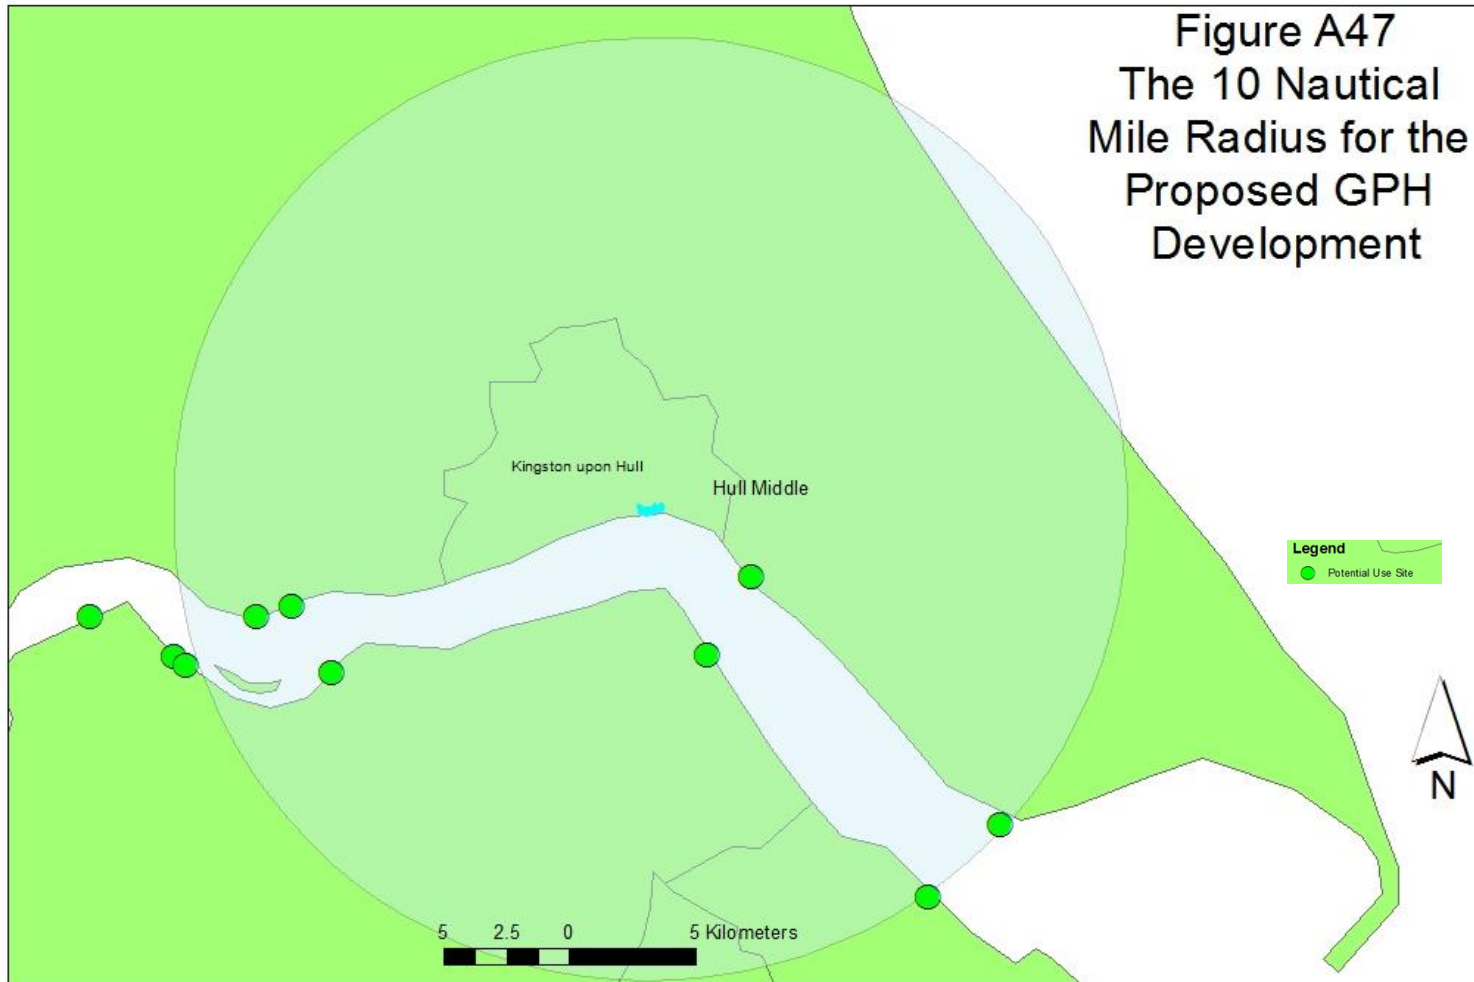 Figure A47
The 10 Nautical
Mile Radius for the
Proposed GPH
Development
Kingston upon Hull
Hull Middle
Legend
Potential Use Site
N
5 2.5 0 5 Kilometers